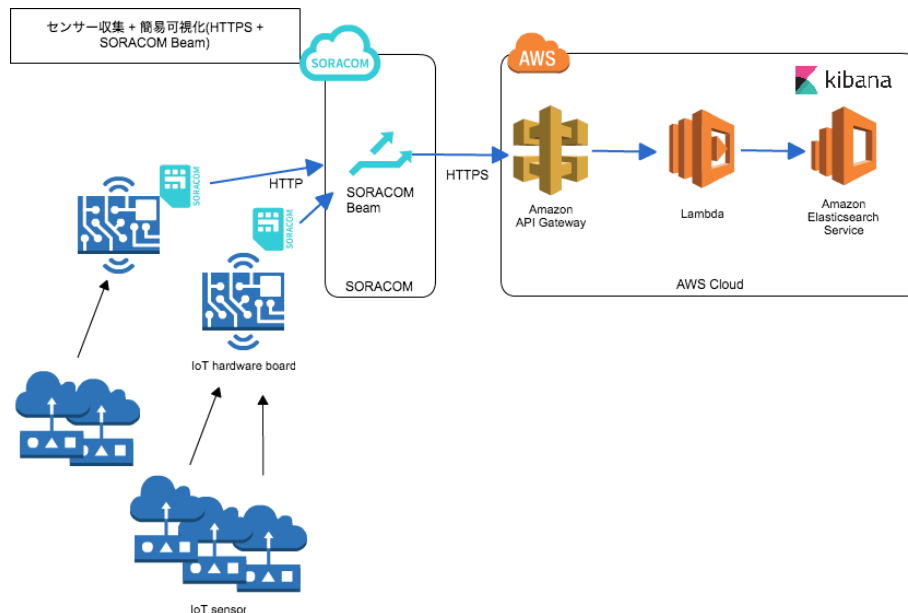 センサー収集 + 簡易可視化(HTTPS +
SORACOM Beam)
SORACOM
AWS
kibana
SORACOM
HTTP
SORACOM
Beam
HTTPS
Amazon
API Gateway
Lambda
Amazon
Elasticsearch
Service
SORACOM
SORACOM
AWS Cloud
IoT hardware board
IoT sensor